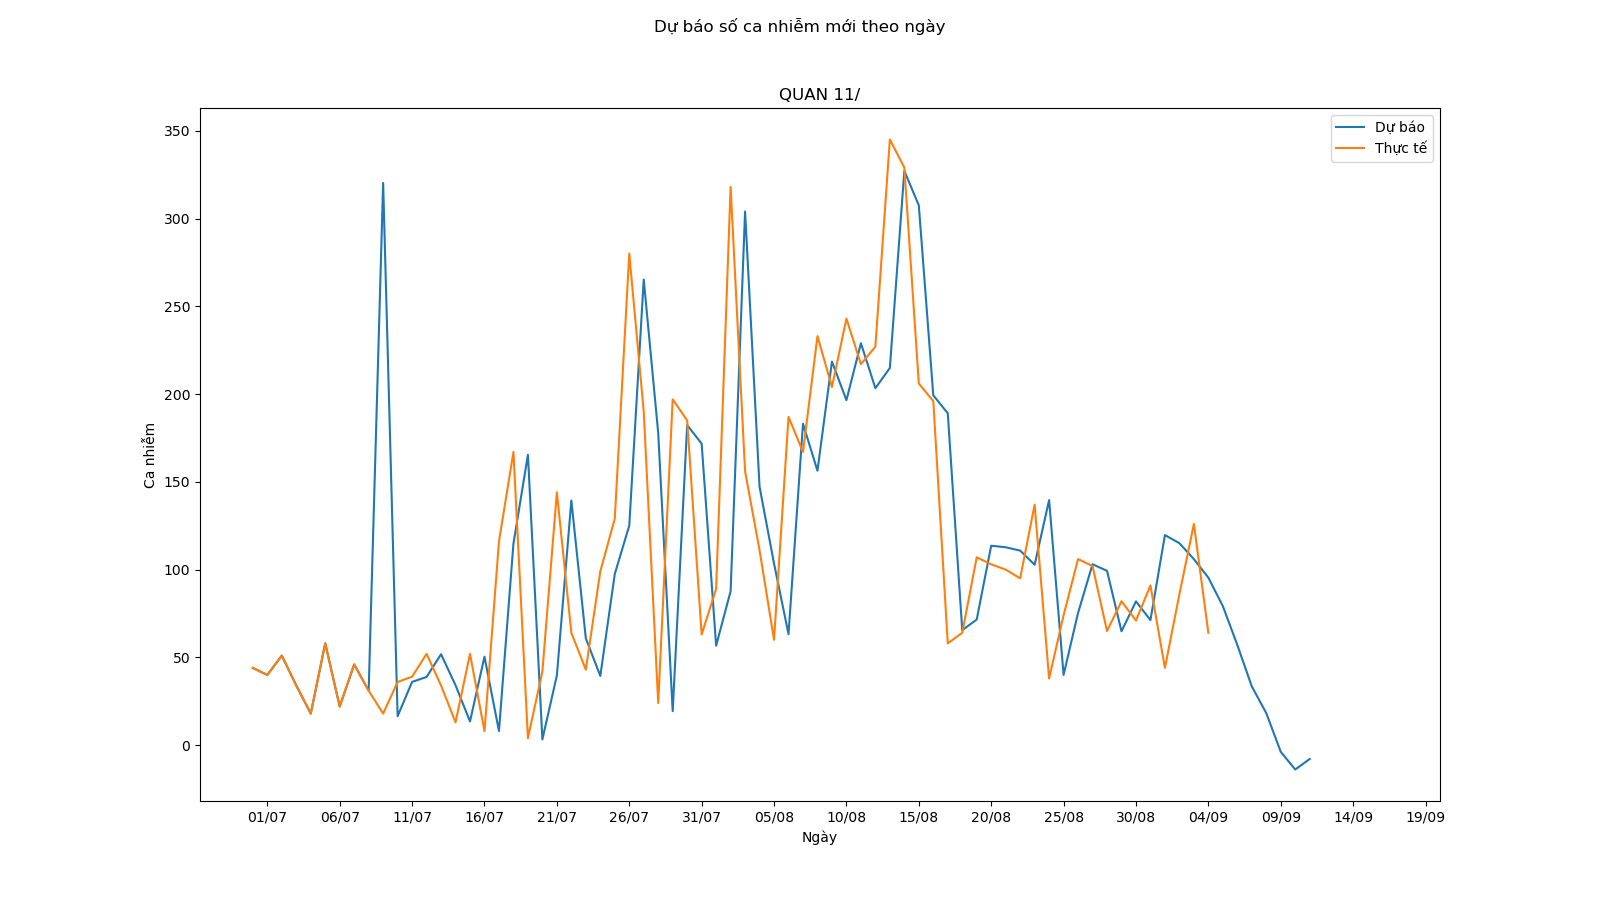 Dự báo số ca nhiễm mới theo ngày
QUAN 11/
Dự báo
Thực tế
350
300
250
200
150
100
50
0
Ca nhiễm
01/07 06/07 11/07 16/07 21/07 26/07 31/07 05/08 10/08 15/08 20/08 25/08 30/08 04/09 09/09 14/09 19/09
Ngày